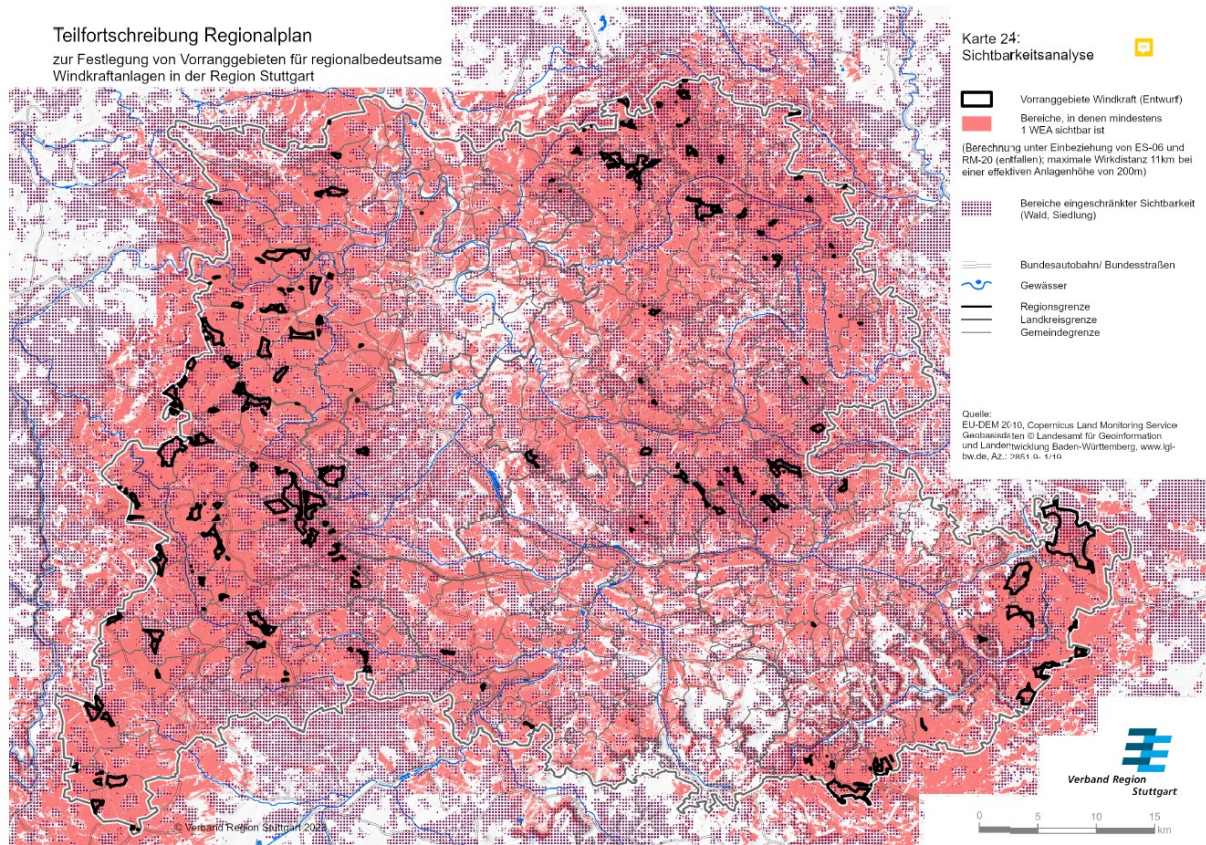 Teilfortschreibung Regionalplan
zur Festlegung von Vorranggebieten für regionalbedeutsame
Windkraftanlagen in der Region Stuttgart
Karte 24:
Sichtbarkeitsanalyse
Vorranggebiete Windkraft (Entwurf)
Bereiche, in denen mindestens
1 WEA sichtbar ist
(Berechnung unter Einbeziehung von ES-06 und
RM-20 (entfallen); maximale Wirkdistanz 11km bei
einer effektiven Anlagenhöhe von 200m)
Bereiche eingeschränkter Sichtbarkeit
(Wald, Siedlung)
Bundesautobahn/ Bundesstraßen
Gewässer
Regionsgrenze
Landkreisgrenze
Gemeindegrenze
Quelle:
EU-DEM 2010, Copernicus Land Monitoring Service
Geobasisdaten © Landesamt für Geoinformation
und Landentwicklung Baden-Württemberg, www.lgl-
bw.de, Az.: 2851.9- 1/19
Verband Region
Stuttgart
© Verband Region Stuttgart
0 5 10 15
km